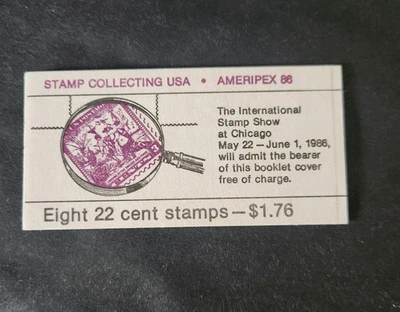 STAMP COLLECTING USA • AMERIPEX 86
The International
Stamp Show
at Chicago
May 22 – June 1, 1986,
will admit the bearer
of this booklet cover
free of charge.
Eight 22 cent stamps – $1.76